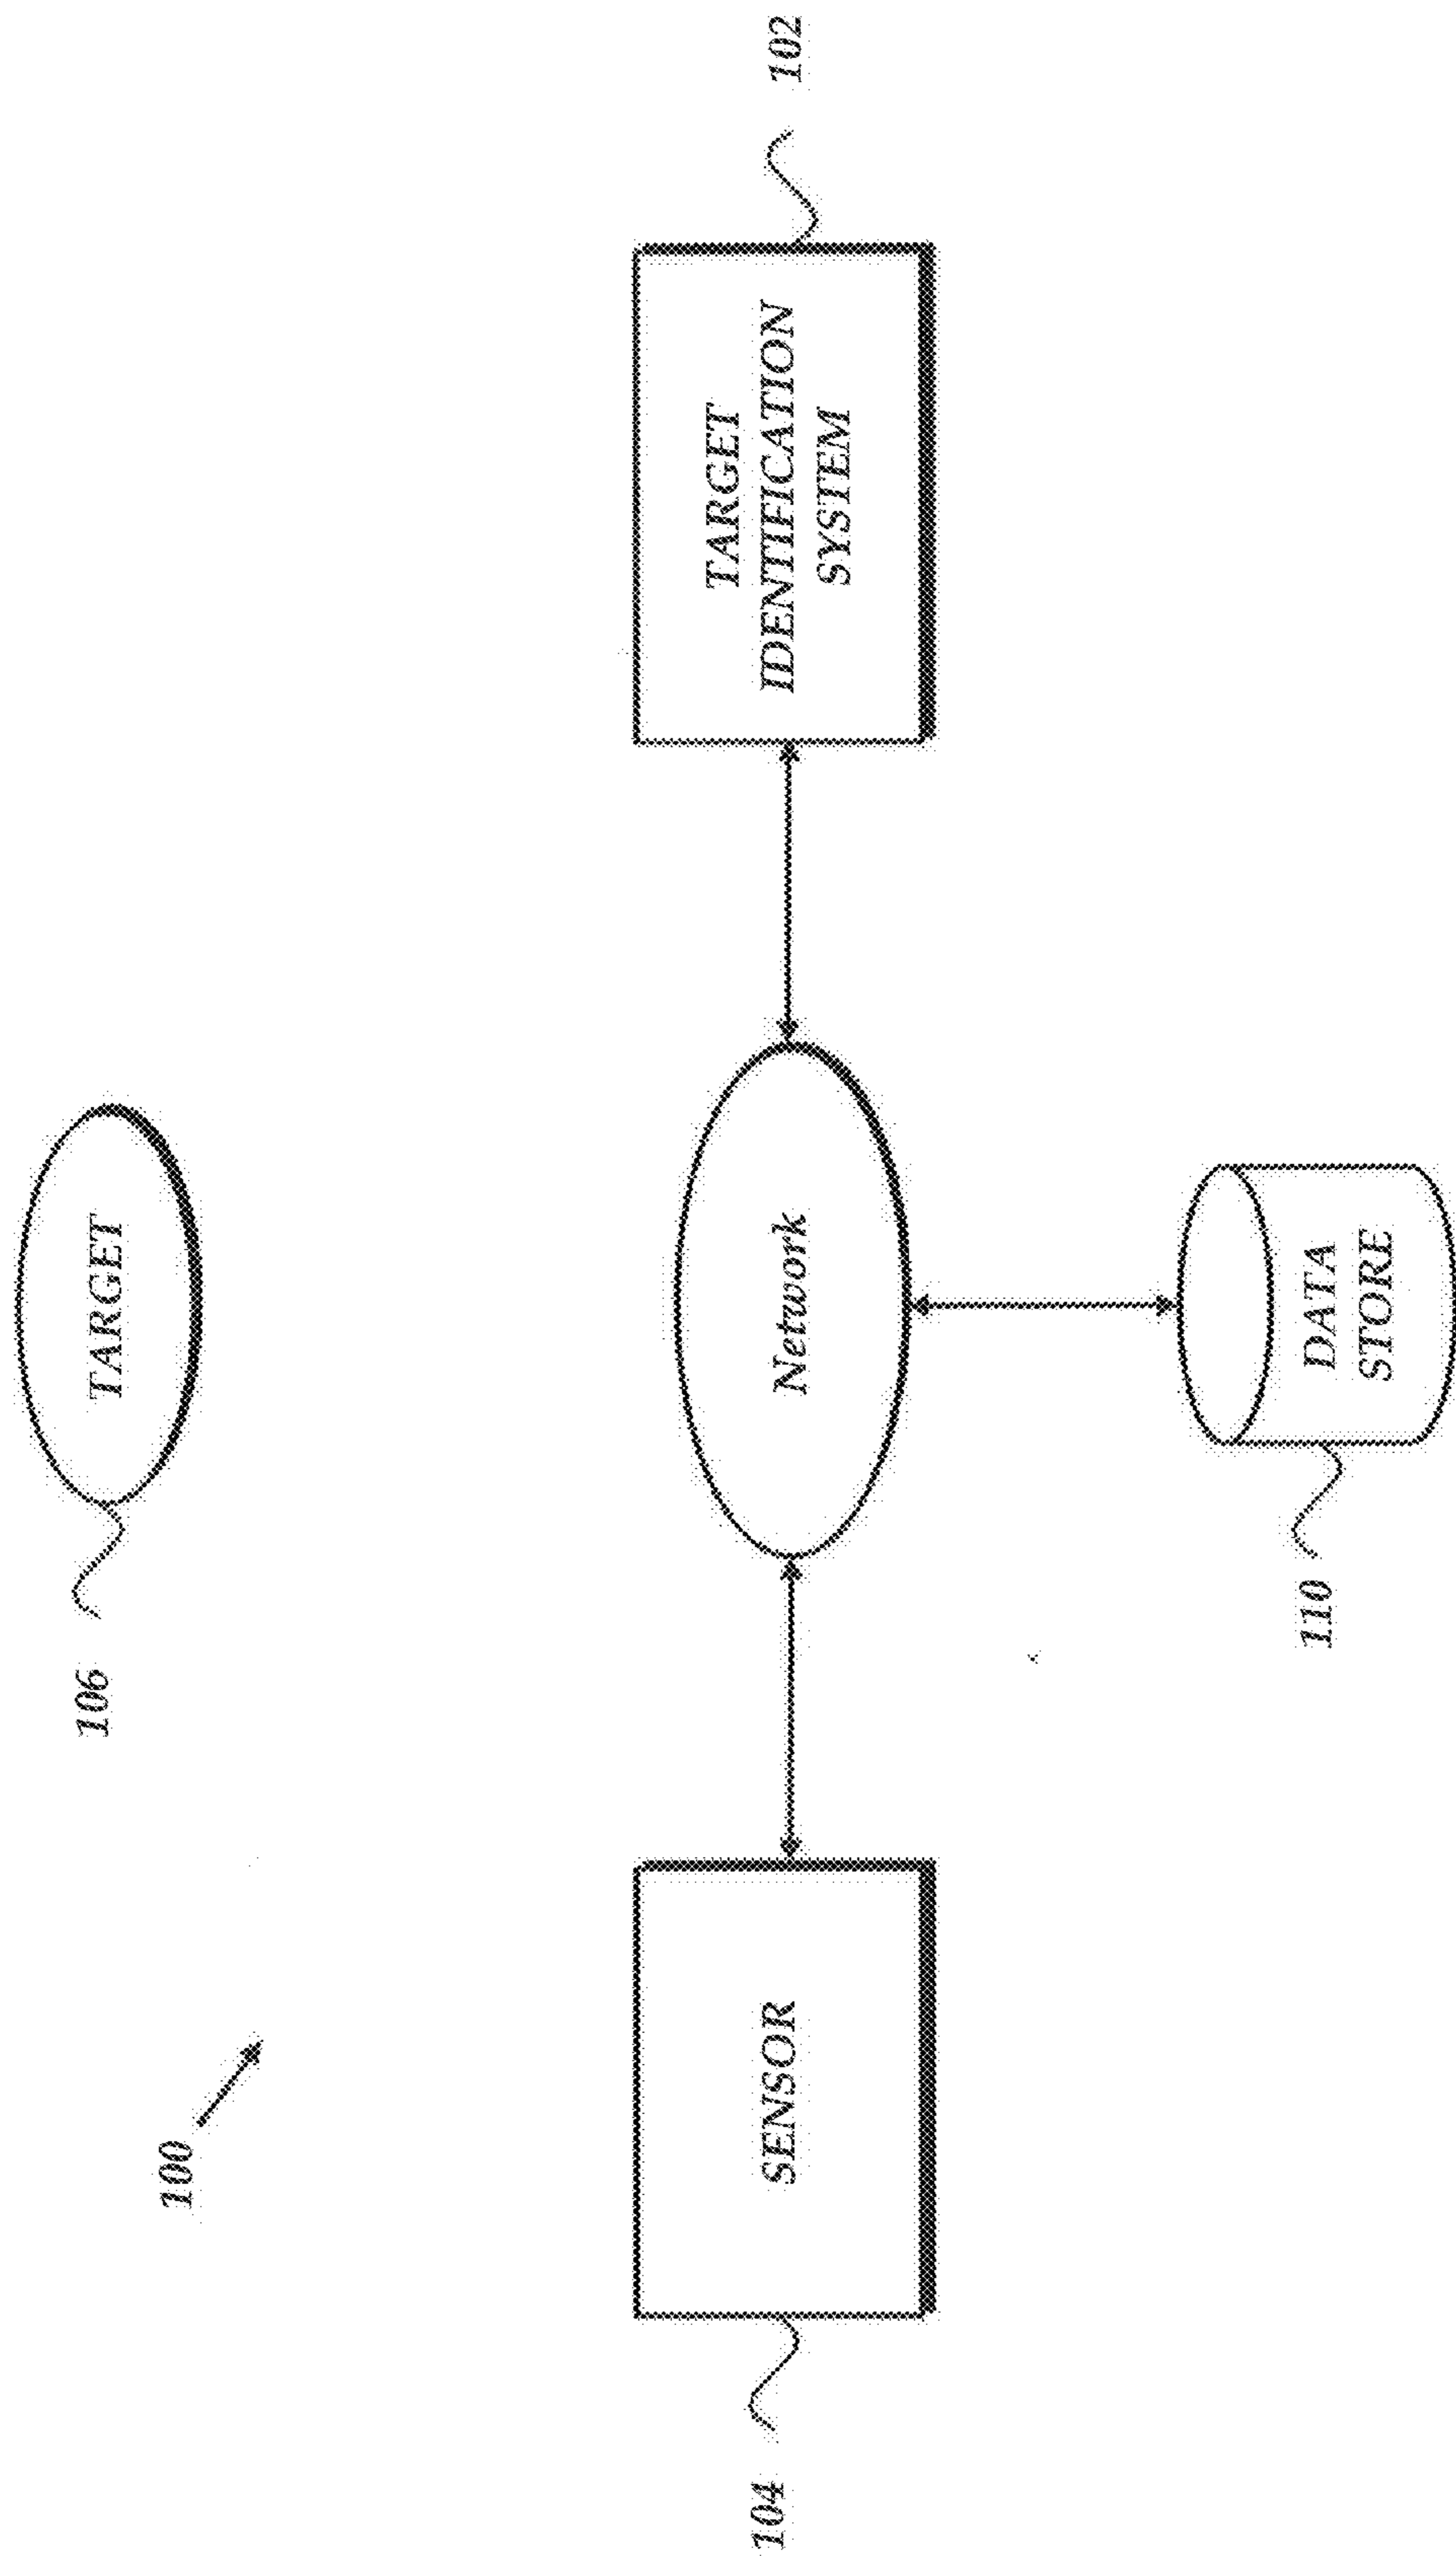 100
106
TARGET
104
SENSOR
Network
TARGET
IDENTIFICATION
SYSTEM
102
110
DATA
STORE